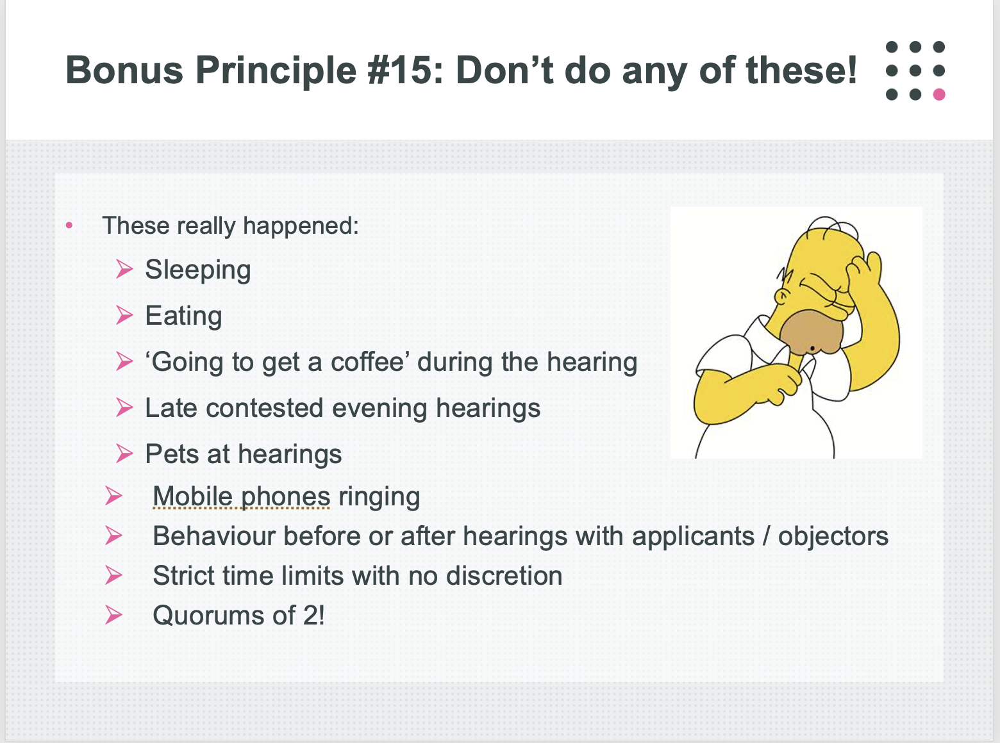 Bonus Principle #15: Don’t do any of these!
These really happened:
Sleeping
Eating
‘Going to get a coffee’ during the hearing
Late contested evening hearings
Pets at hearings
Mobile phones ringing
Behaviour before or after hearings with applicants / objectors
Strict time limits with no discretion
Quorums of 2!